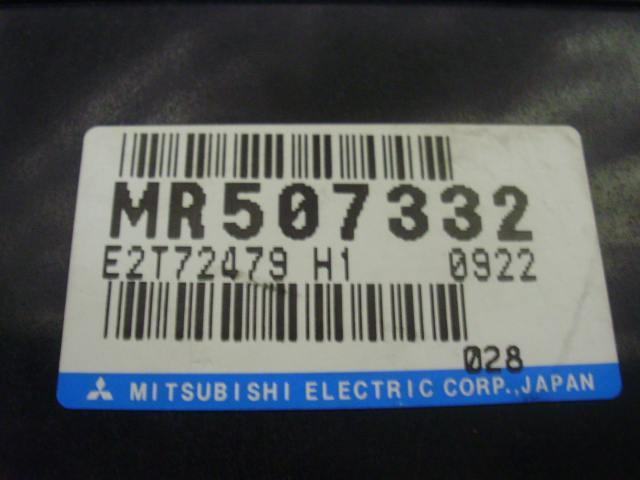 MR507332
E2T72479 H1 0922
028
MITSUBISHI ELECTRIC CORP.,JAPAN